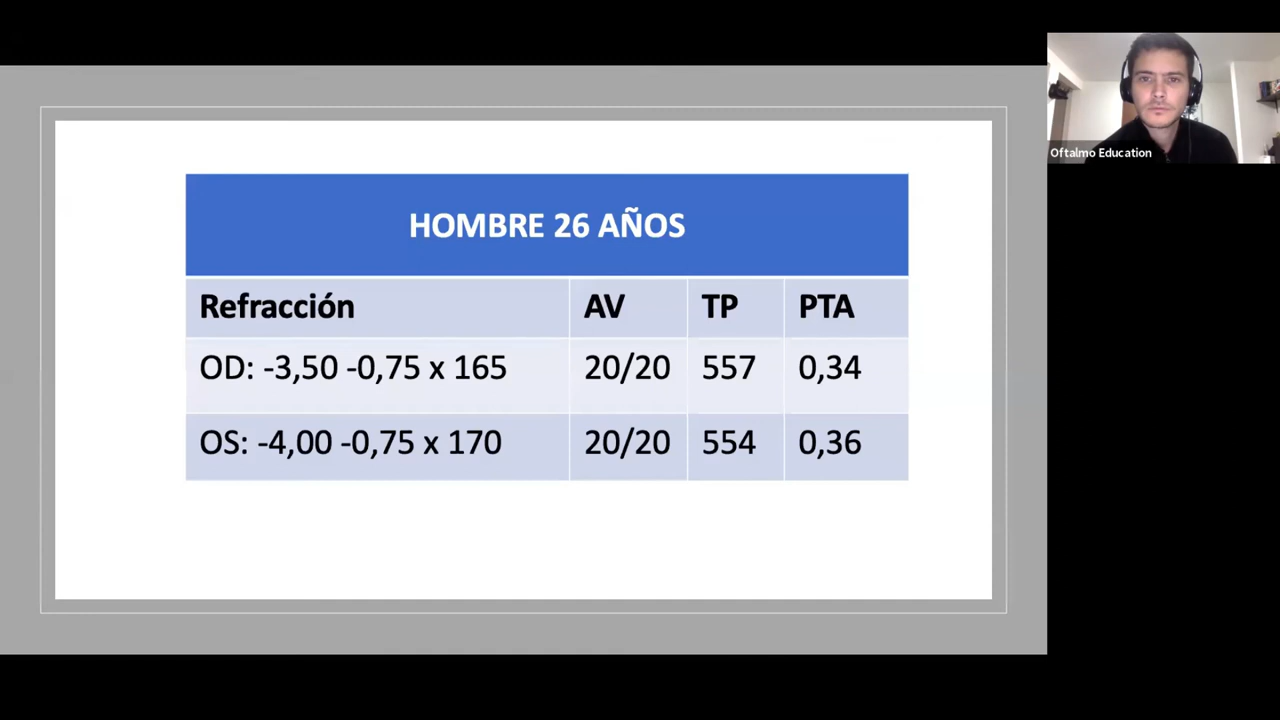 HOMBRE 26 AÑOS
Refracción AV TP PTA
OD: -3,50 -0,75 x 165 20/20 557 0,34
OS: -4,00 -0,75 x 170 20/20 554 0,36
Oftalmo Education